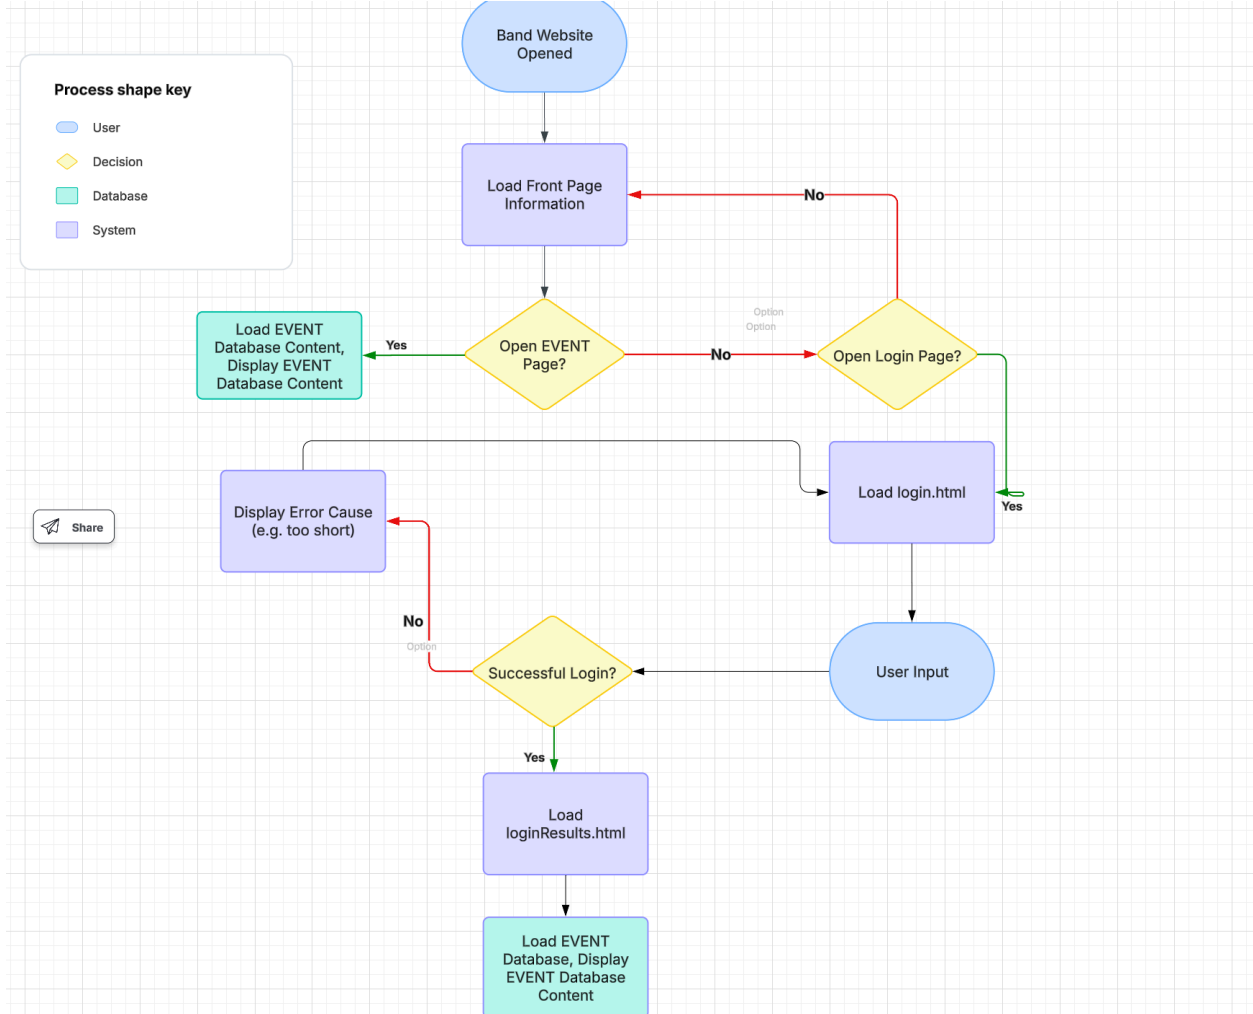 Band Website
Opened
Process shape key
User
Decision
Database
System
Load Front Page
Information
No
Option
Option
Load EVENT
Database Content,
Display EVENT
Database Content
Yes
Open EVENT
Page?
No
Open Login Page?
Display Error Cause
(e.g. too short)
Load login.html
Yes
Share
No
Option
Successful Login?
User Input
Yes
Load
loginResults.html
Load EVENT
Database, Display
EVENT Database
Content